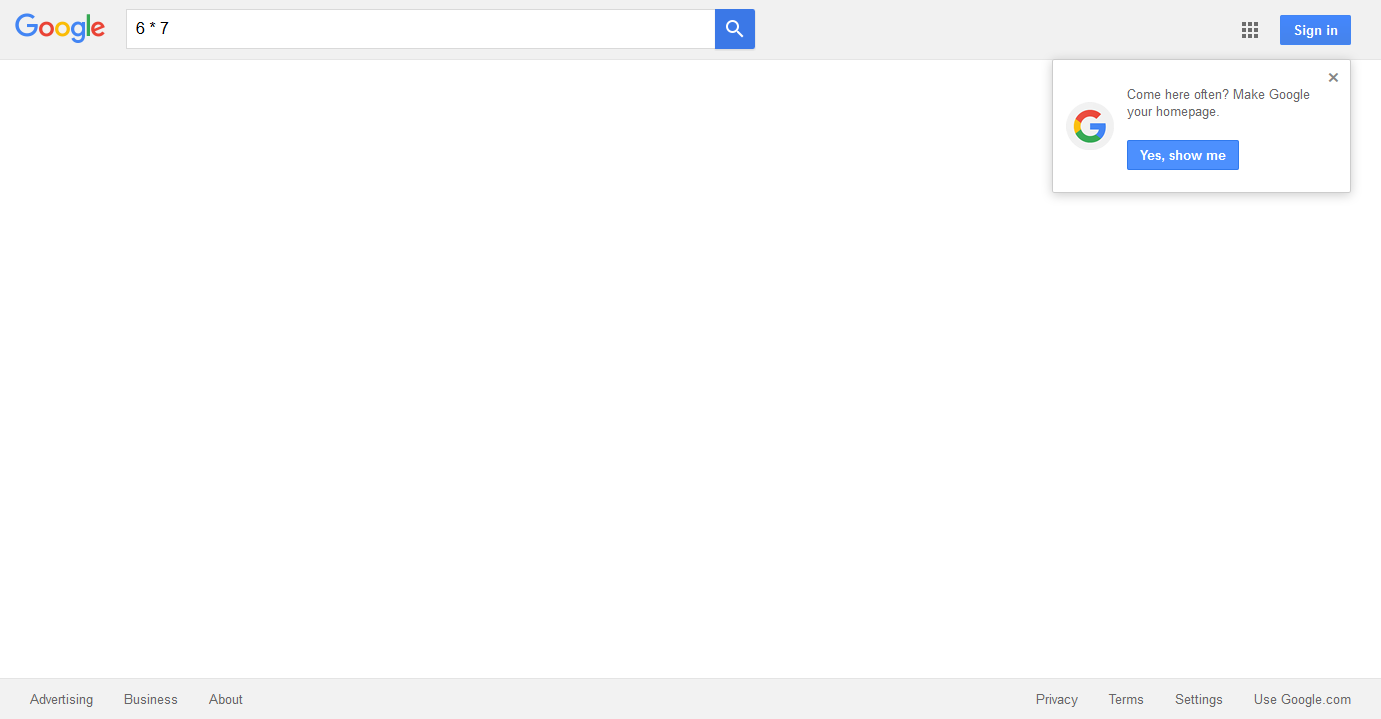 Google
6 * 7
Sign in
Come here often? Make Google
your homepage.
Yes, show me
Advertising
Business
About
Privacy
Terms
Settings
Use Google.com